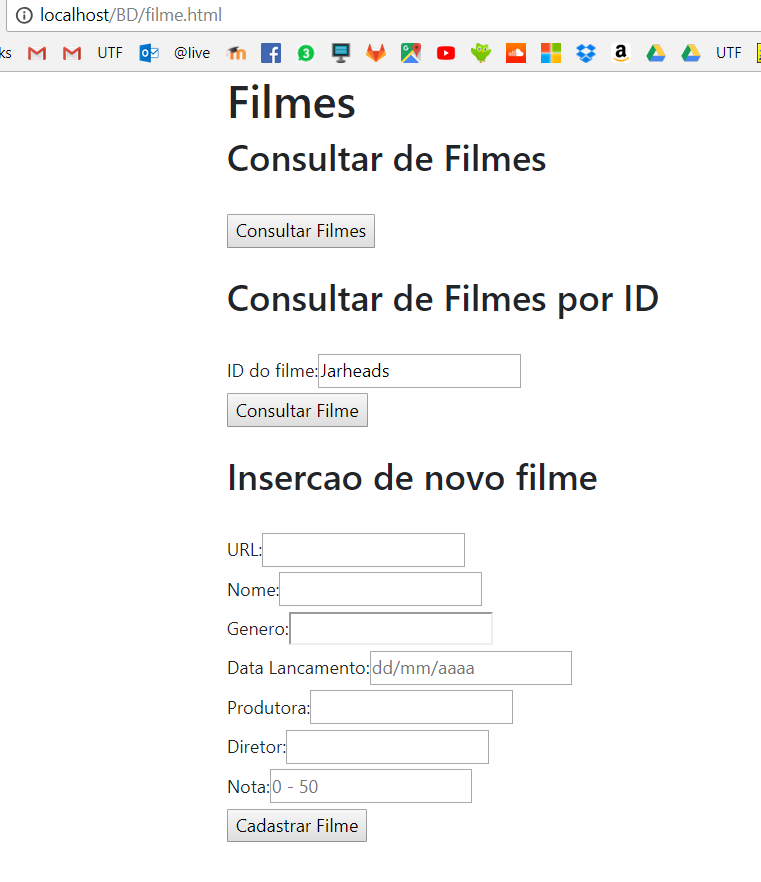 localhost/BD/filme.html
ks UTF @live 3 a UTF
Filmes
Consultar de Filmes
Consultar Filmes
Consultar de Filmes por ID
ID do filme:Jarheads
Consultar Filme
Insercao de novo filme
URL:
Nome:
Genero:
Data Lancamento:dd/mm/aaaa
Produtora:
Diretor:
Nota:0 - 50
Cadastrar Filme